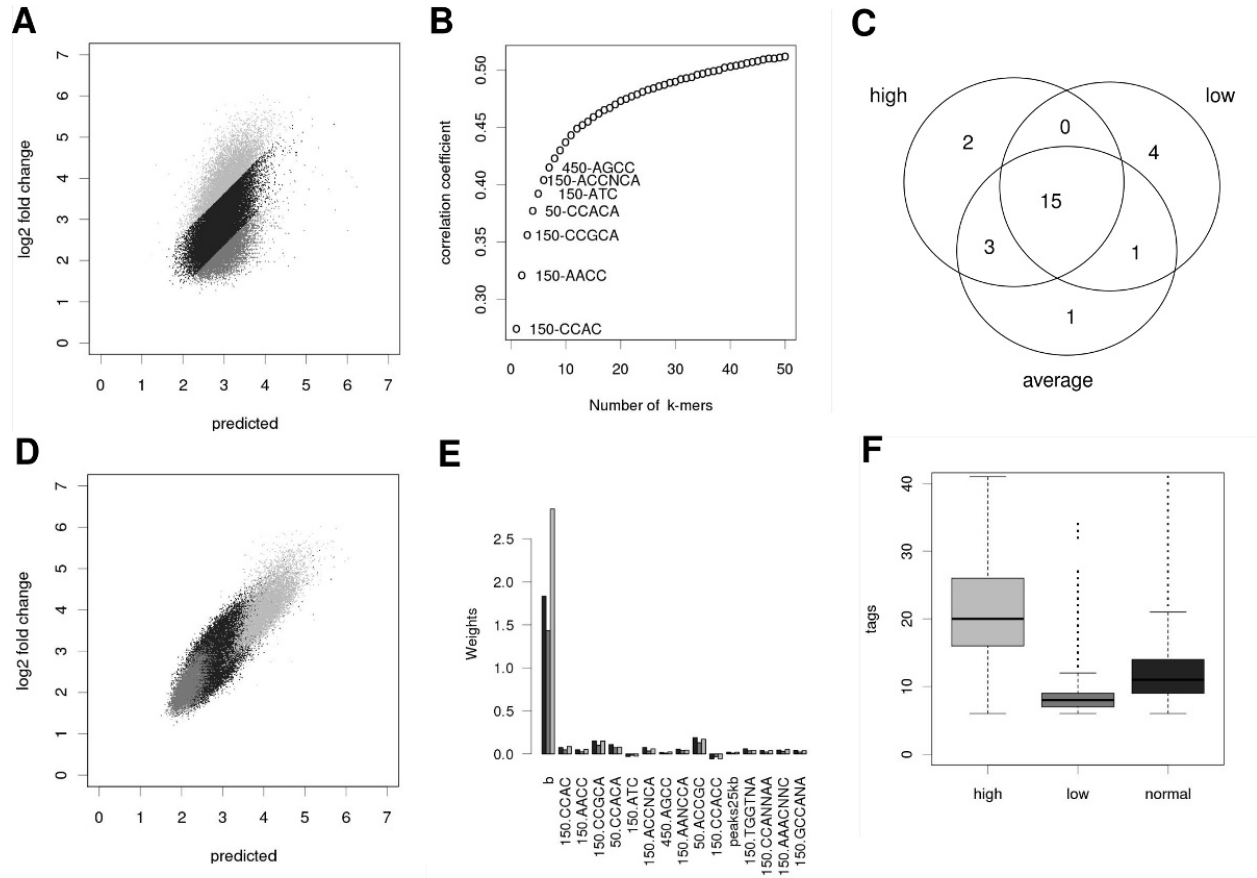 A
7
6
5
4
3
2
1
0
log2 fold change
0 1 2 3 4 5 6 7
predicted
B
0.50
0.45
0.40
0.35
0.30
correlation coefficient
450-AGCC
150-ACCNCA
150-ATC
50-CCACA
150-CCGCA
150-AACC
150-CCAC
0 10 20 30 40 50
Number of k-mers
C
high
low
2
0
4
15
3
1
1
average
D
7
6
5
4
3
2
1
0
log2 fold change
0 1 2 3 4 5 6 7
predicted
E
2.5
2.0
1.5
1.0
0.5
0.0
Weights
b
150.CCAC
150.AACC
150.CCGCA
50.CCACA
150.ATC
150.ACCNCA
450.AGCC
150.AANCCA
50.ACCGC
150.CCACC
peaks25kb
150.TGGTNA
150.CCANNAA
150.AAACNNC
150.GCCANA
F
40
30
20
10
0
tags
high low normal